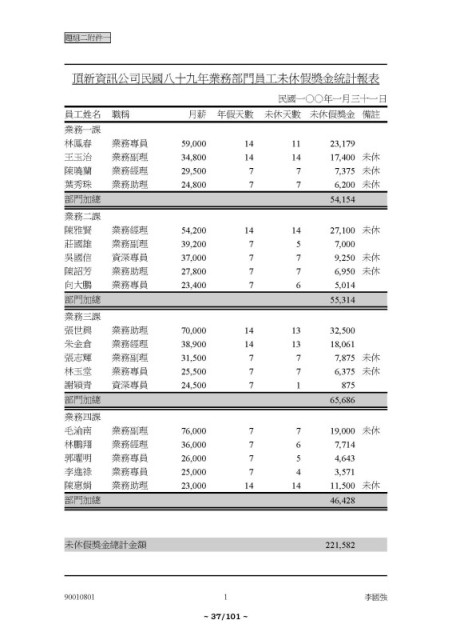 題組二附件一
頂新資訊公司民國八十九年業務部門員工未休假獎金統計報表
民國一○○年一月三十一日
員工姓名 職稱 月薪 年假天數 未休天數 未休假獎金 備註
業務一課
林鳳春 業務專員 59,000 14 11 23,179
王玉治 業務副理 34,800 14 14 17,400 未休
陳曉蘭 業務經理 29,500 7 7 7,375 未休
葉秀珠 業務助理 24,800 7 7 6,200 未休
部門加總 54,154
業務二課
陳雅賢 業務經理 54,200 14 14 27,100 未休
莊國雄 業務副理 39,200 7 5 7,000
吳國信 資深專員 37,000 7 7 9,250 未休
陳詔芳 業務助理 27,800 7 7 6,950 未休
向大鵬 業務專員 23,400 7 6 5,014
部門加總 55,314
業務三課
張世興 業務助理 70,000 14 13 32,500
朱金倉 業務經理 38,900 14 13 18,061
張志輝 業務副理 31,500 7 7 7,875 未休
林玉堂 業務專員 25,500 7 7 6,375 未休
謝穎青 資深專員 24,500 7 1 875
部門加總 65,686
業務四課
毛渝南 業務副理 76,000 7 7 19,000 未休
林鵬翔 業務經理 36,000 7 6 7,714
郭曜明 業務專員 26,000 7 5 4,643
李進祿 業務專員 25,000 7 4 3,571
陳惠娟 業務助理 23,000 14 14 11,500 未休
部門加總 46,428
未休假獎金總計金額 221,582
90010801 1 李國強
~ 37/101 ~